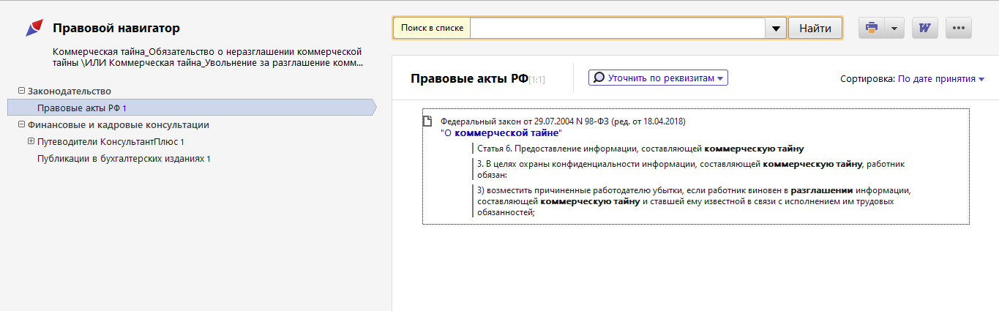 Правовой навигатор
Коммерческая тайна_Обязательство о неразглашении коммерческой
тайны \ИЛИ Коммерческая тайна_Увольнение за разглашение комм...
Законодательство
Правовые акты РФ 1
Финансовые и кадровые консультации
Путеводители КонсультантПлюс 1
Публикации в бухгалтерских изданиях 1
Поиск в списке
Найти
W
Правовые акты РФ[1:1]
Уточнить по реквизитам
Сортировка: По дате принятия
Федеральный закон от 29.07.2004 N 98-ФЗ (ред. от 18.04.2018)
"О коммерческой тайне"
Статья 6. Предоставление информации, составляющей коммерческую тайну
3. В целях охраны конфиденциальности информации, составляющей коммерческую тайну, работник
обязан:
3) возместить причиненные работодателю убытки, если работник виновен в разглашении информации,
составляющей коммерческую тайну и ставшей ему известной в связи с исполнением им трудовых
обязанностей;